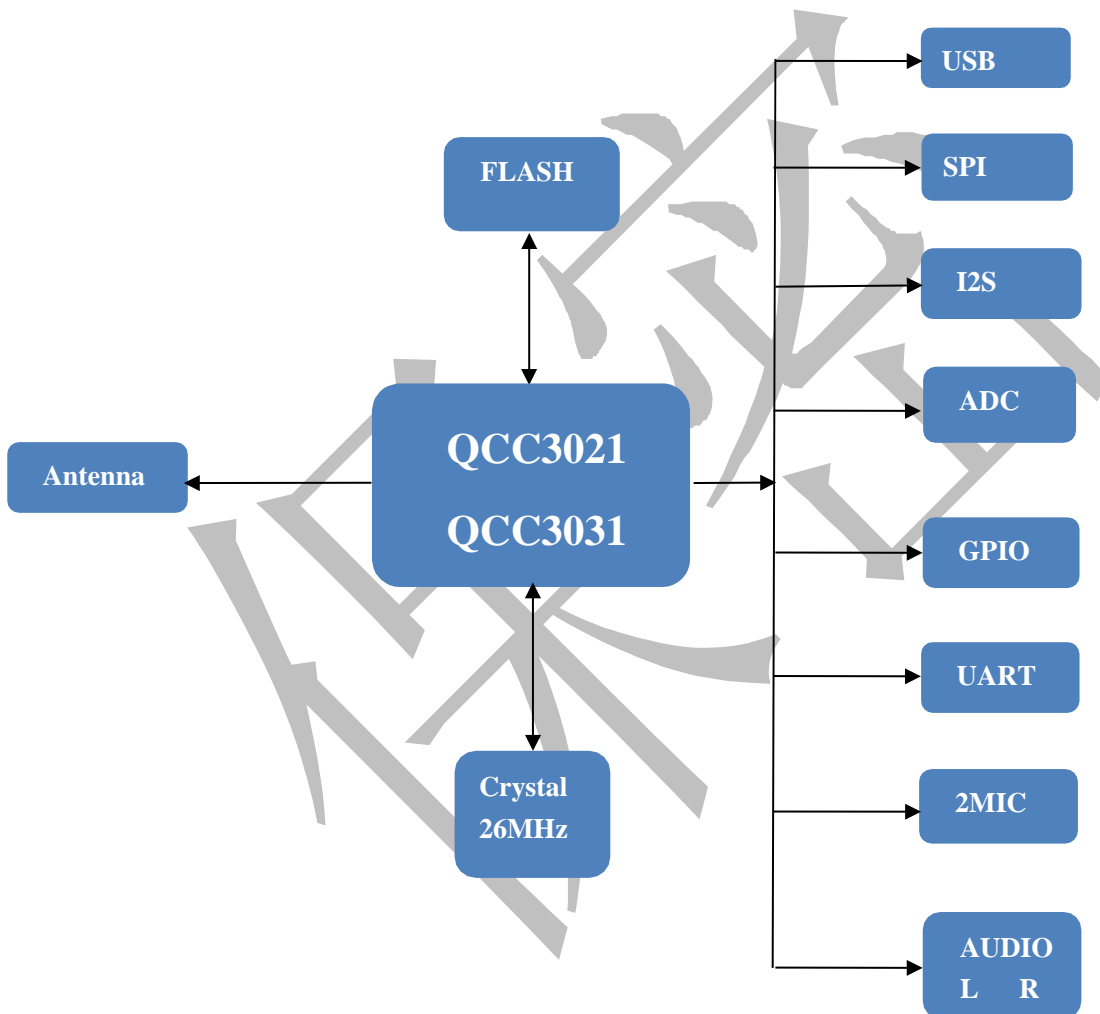 USB
FLASH
SPI
I2S
ADC
QCC3021
Antenna
QCC3031
GPIO
UART
Crystal
26MHz
2MIC
AUDIO
L R